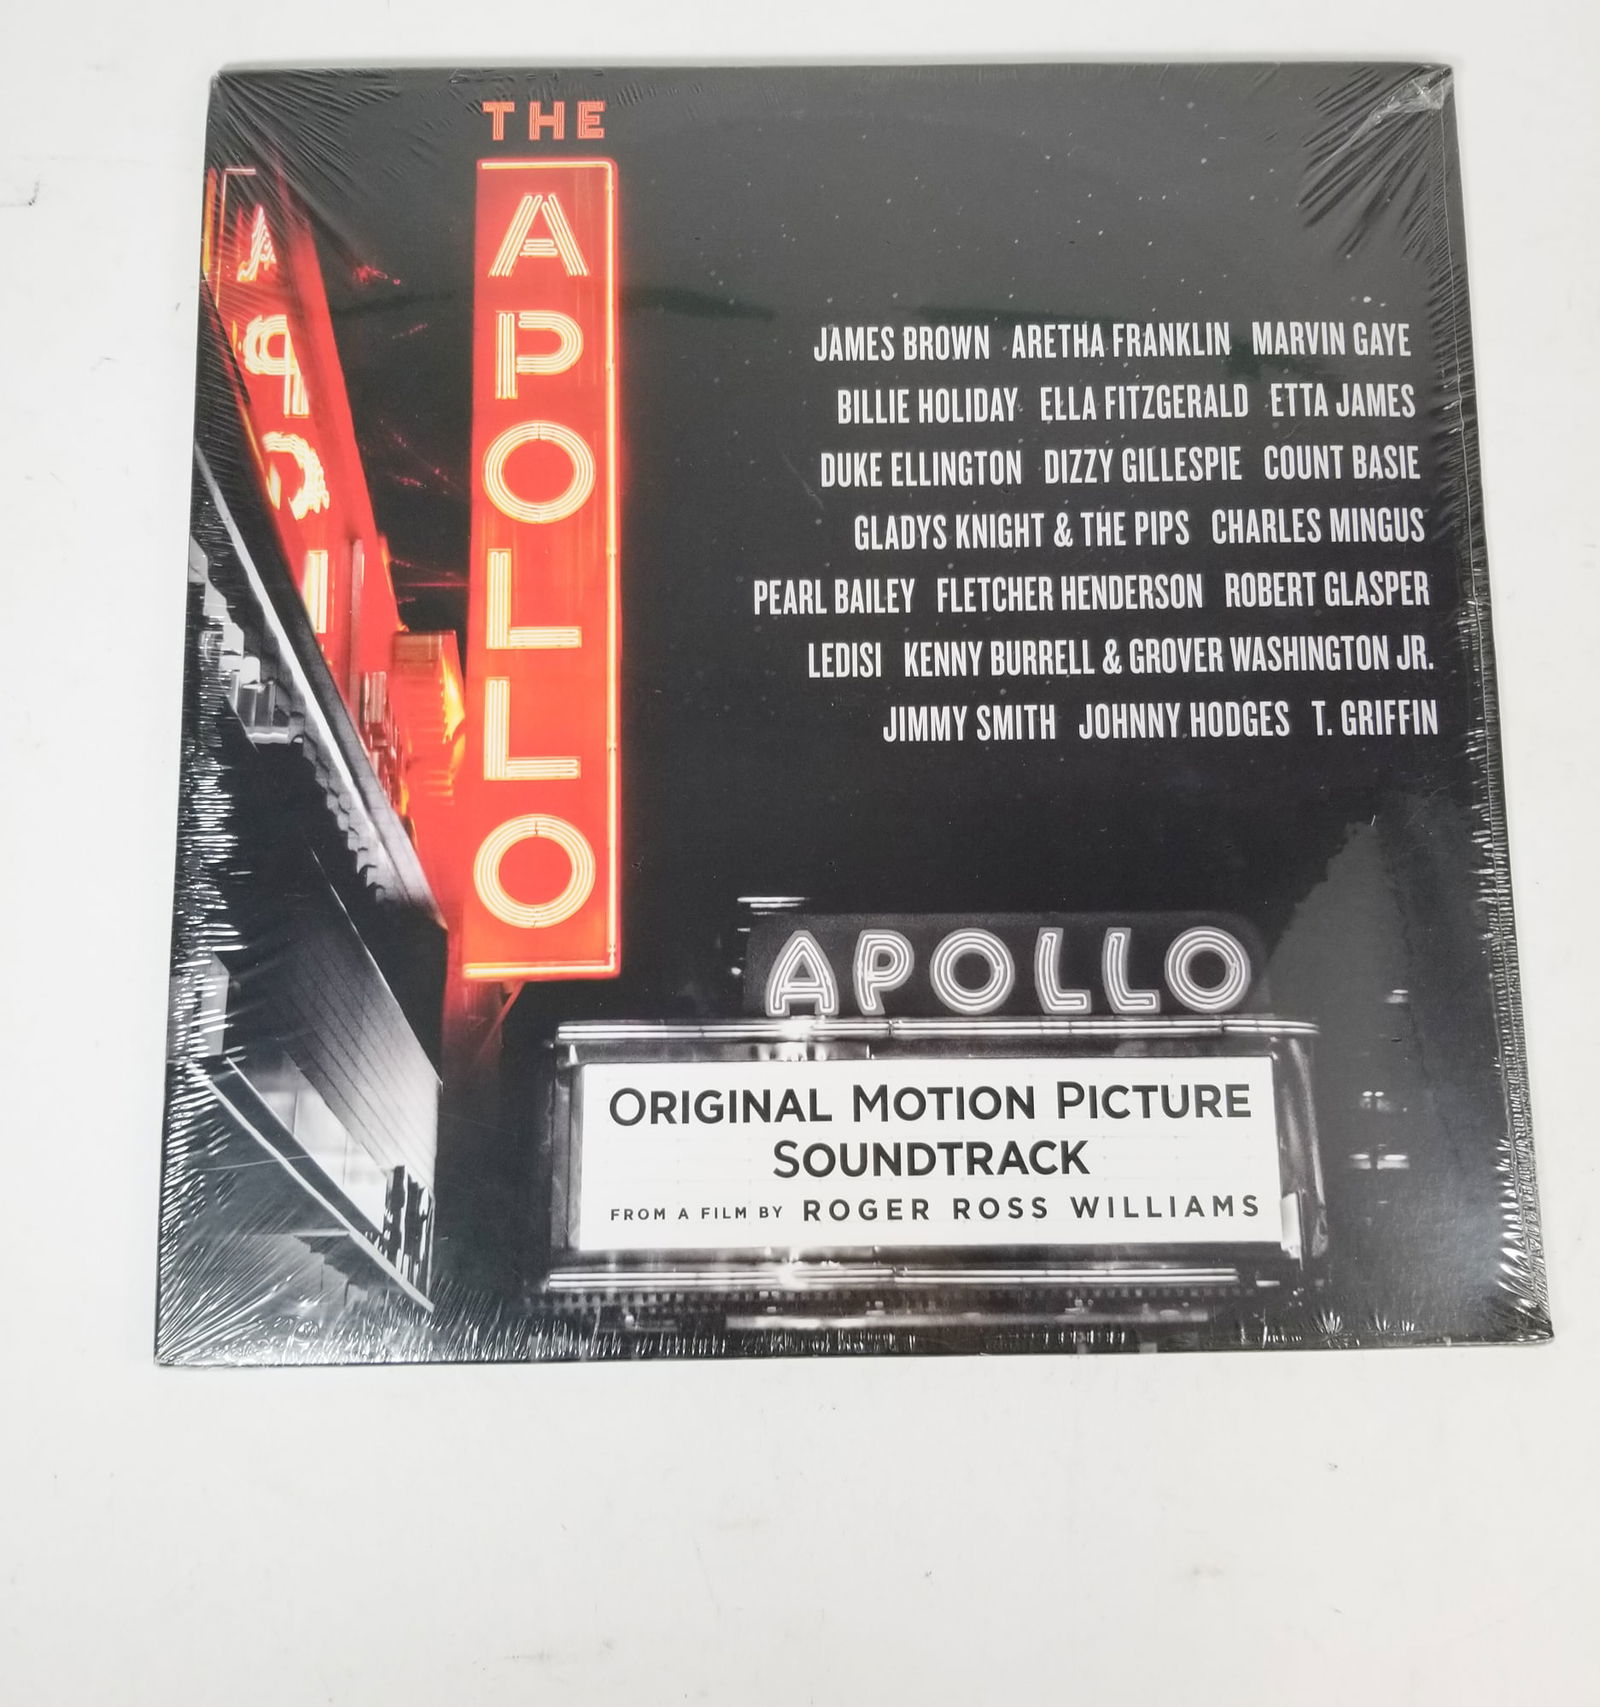 THE
APOLLO
JAMES BROWN ARETHA FRANKLIN MARVIN GAYE
BILLIE HOLIDAY ELLA FITZGERALD ETTA JAMES
DUKE ELLINGTON DIZZY GILLESPIE COUNT BASIE
GLADYS KNIGHT & THE PIPS CHARLES MINGUS
PEARL BAILEY FLETCHER HENDERSON ROBERT GLASPER
LEDISI KENNY BURRELL & GROVER WASHINGTON JR.
JIMMY SMITH JOHNNY HODGES T. GRIFFIN
APOLLO
ORIGINAL MOTION PICTURE
SOUNDTRACK
FROM A FILM BY ROGER ROSS WILLIAMS